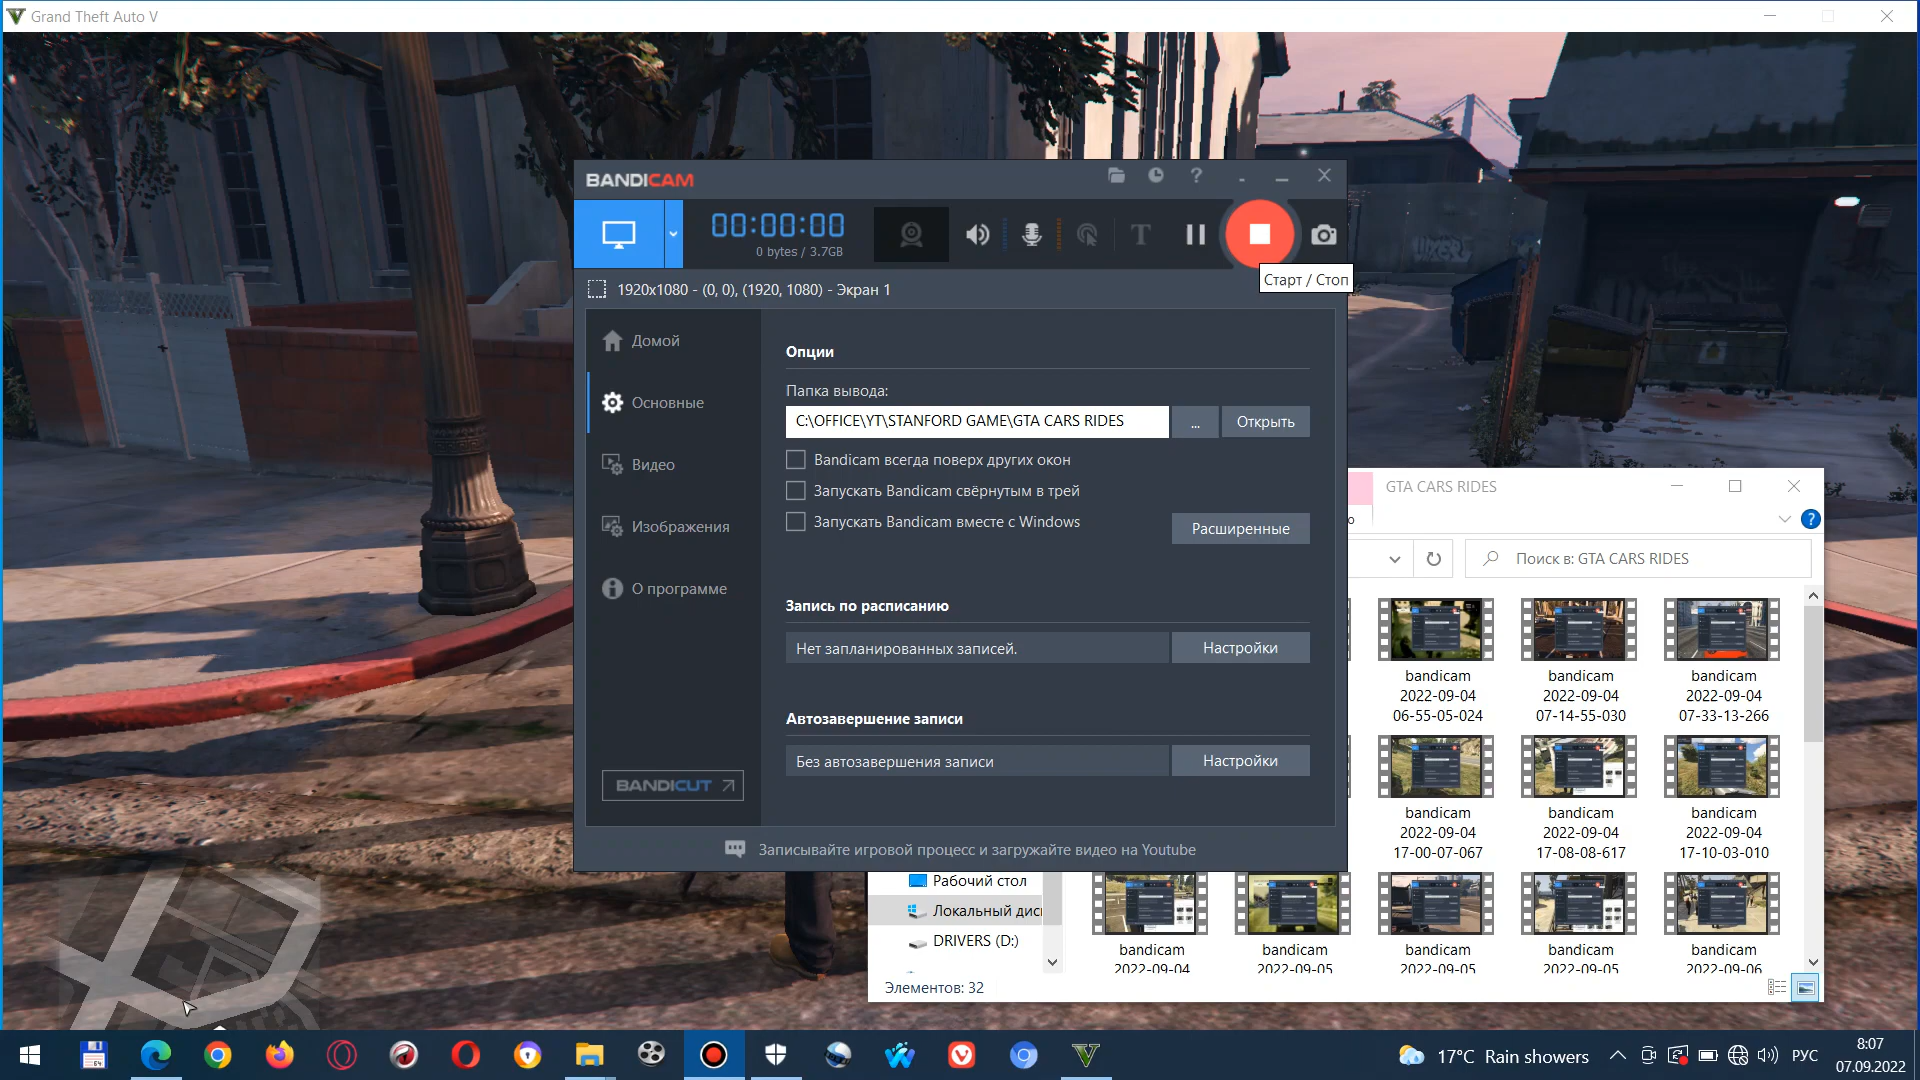 Grand Theft Auto V
BANDICAM
00:00:00
0 bytes / 3.7GB
T
Старт / Стоп
1920x1080 - (0, 0), (1920, 1080) - Экран 1
Домой
Основные
Видео
Изображения
О программе
BANDICUT
Опции
Папка вывода:
C:\OFFICE\YT\STANFORD GAME\GTA CARS RIDES
...
Открыть
Bandicam всегда поверх других окон
Запускать Bandicam свёрнутым в трей
Запускать Bandicam вместе с Windows
Расширенные
Запись по расписанию
Нет запланированных записей.
Настройки
Автозавершение записи
Без автозавершения записи
Настройки
Записывайте игровой процесс и загружайте видео на Youtube
GTA CARS RIDES
Поиск в: GTA CARS RIDES
bandicam
2022-09-04
06-55-05-024
bandicam
2022-09-04
07-14-55-030
bandicam
2022-09-04
07-33-13-266
bandicam
2022-09-04
17-00-07-067
bandicam
2022-09-04
17-08-08-617
bandicam
2022-09-04
17-10-03-010
Рабочий стол
Локальный дис
DRIVERS (D:)
bandicam
2022-09-04
bandicam
2022-09-05
bandicam
2022-09-05
bandicam
2022-09-05
bandicam
2022-09-06
Элементов: 32
64
17°C Rain showers
РУС
8:07
07.09.2022